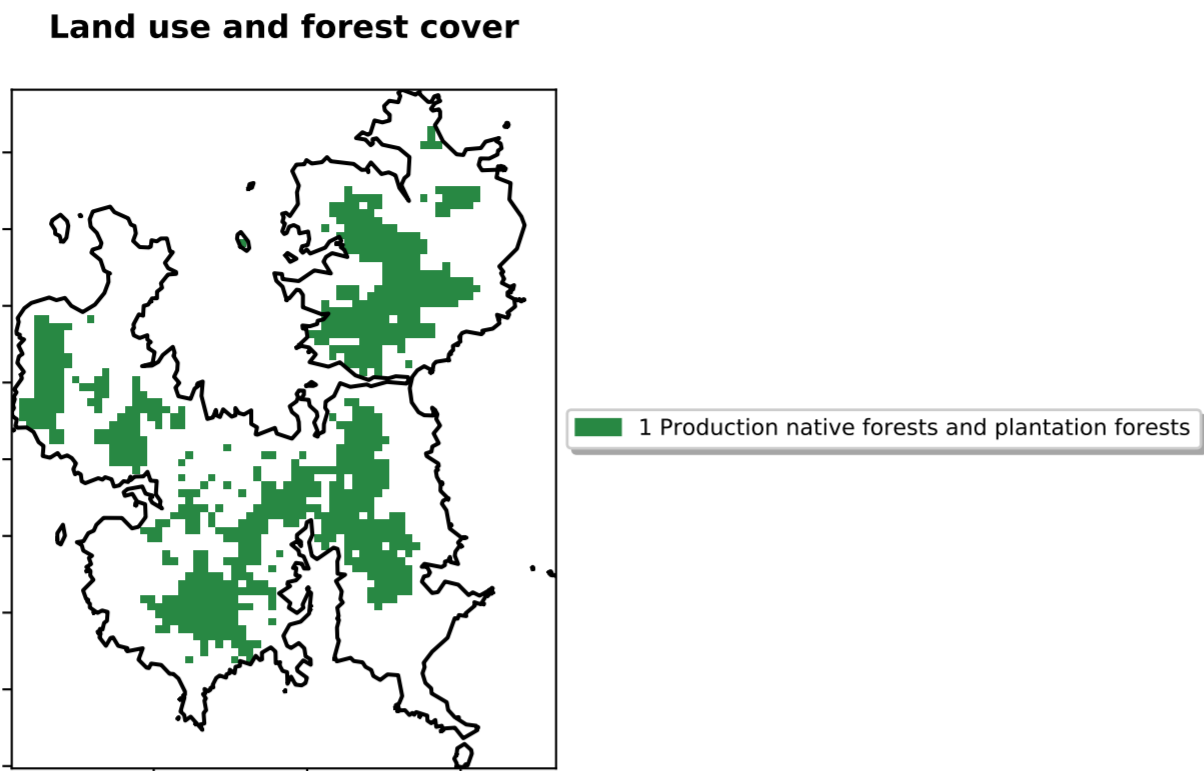 Land use and forest cover
1 Production native forests and plantation forests